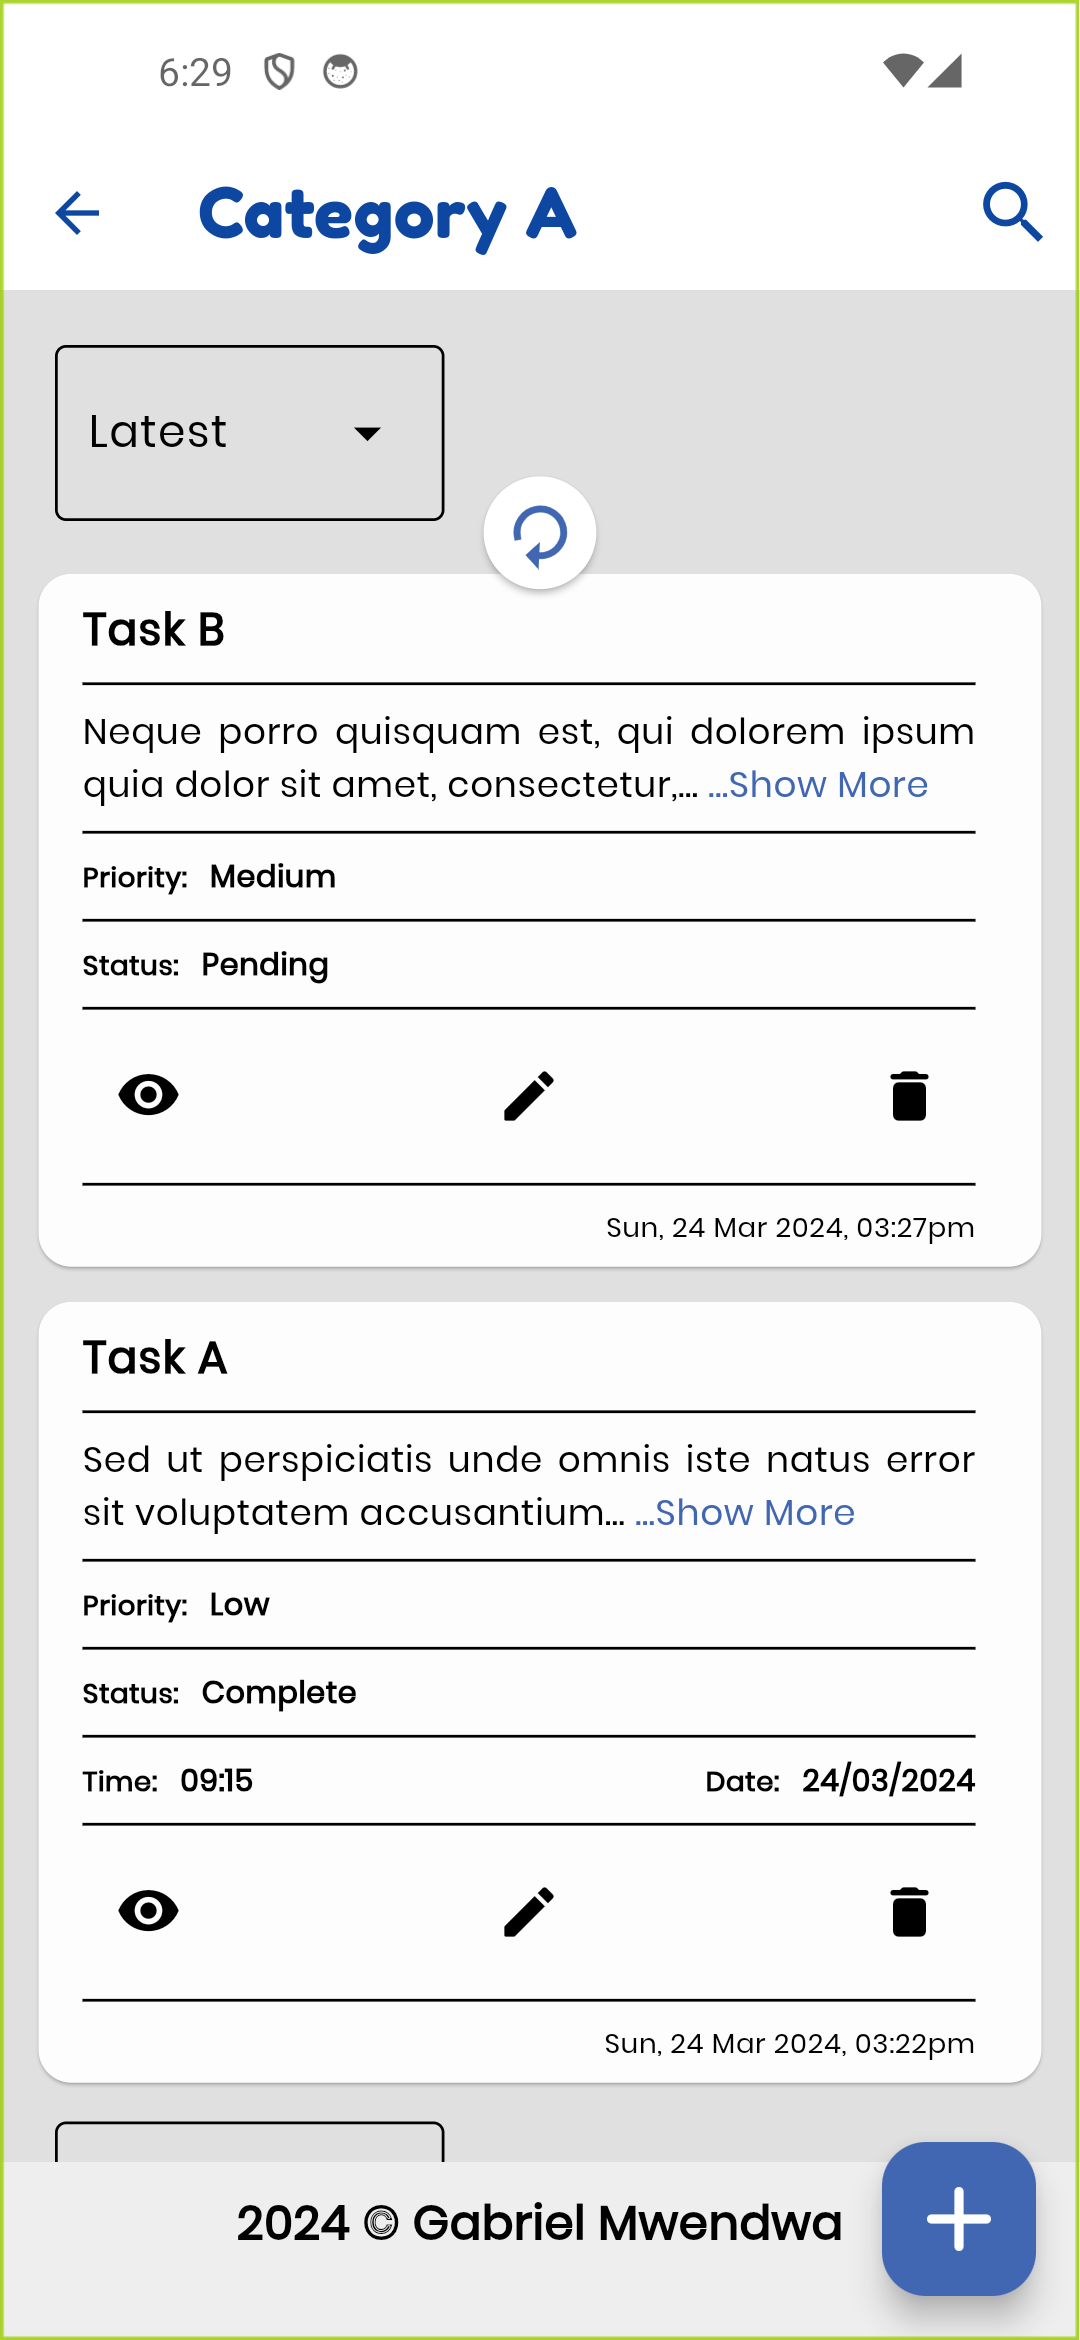 6:29
Category A
Latest
Task B
Neque porro quisquam est, qui dolorem ipsum
quia dolor sit amet, consectetur,... ...Show More
Priority: Medium
Status: Pending
Sun, 24 Mar 2024, 03:27pm
Task A
Sed ut perspiciatis unde omnis iste natus error
sit voluptatem accusantium... ...Show More
Priority: Low
Status: Complete
Time: 09:15 Date: 24/03/2024
Sun, 24 Mar 2024, 03:22pm
2024 © Gabriel Mwendwa